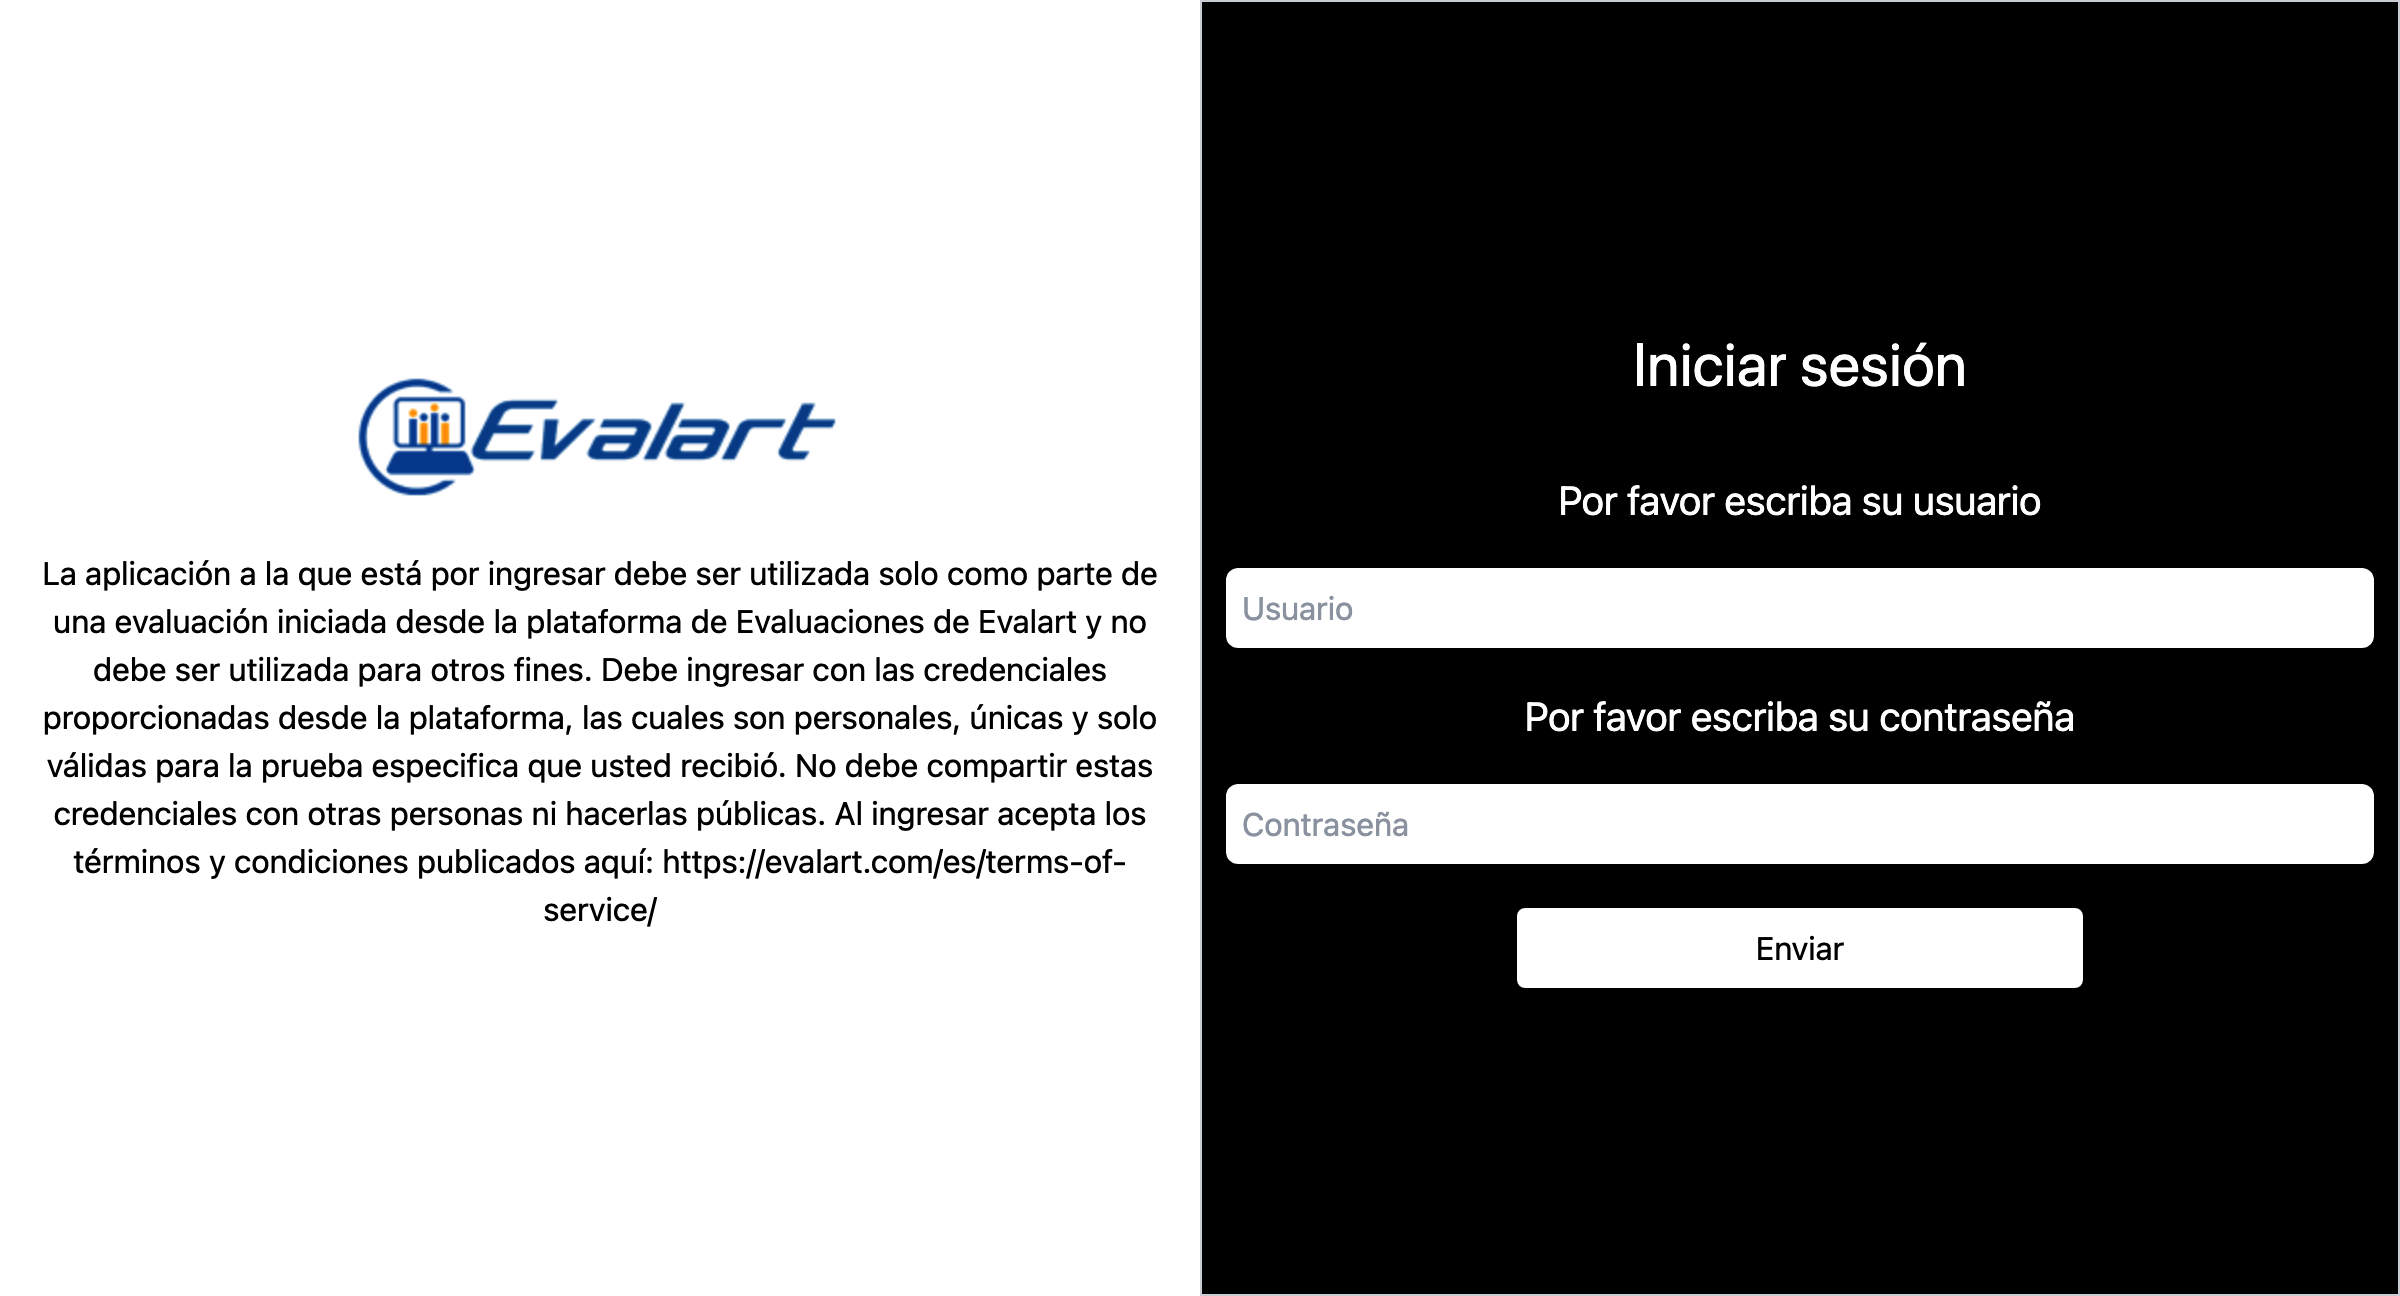 Evalart
La aplicación a la que está por ingresar debe ser utilizada solo como parte de
una evaluación iniciada desde la plataforma de Evaluaciones de Evalart y no
debe ser utilizada para otros fines. Debe ingresar con las credenciales
proporcionadas desde la plataforma, las cuales son personales, únicas y solo
válidas para la prueba especifica que usted recibió. No debe compartir estas
credenciales con otras personas ni hacerlas públicas. Al ingresar acepta los
términos y condiciones publicados aquí: https://evalart.com/es/terms-of-
service/
Iniciar sesión
Por favor escriba su usuario
Usuario
Por favor escriba su contraseña
Contraseña
Enviar